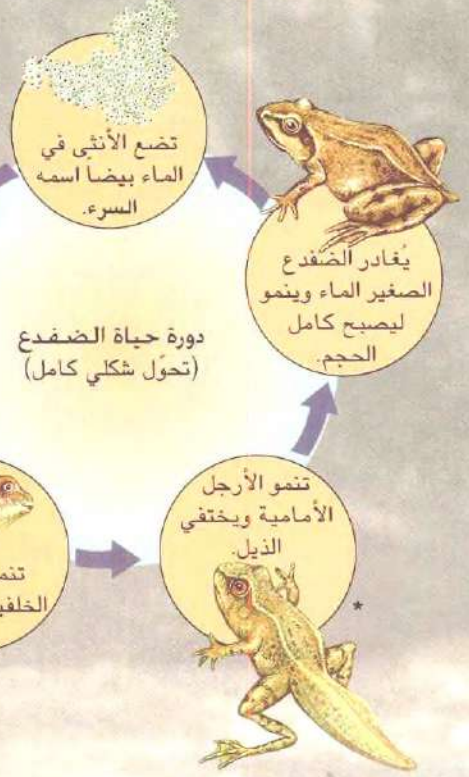 تضع الأنثى في
الماء بيضاً اسمه
السرء.
يُغادر الضفدع
الصغير الماء وينمو
ليصبح كامل
الحجم.
دورة حياة الضفدع
(تحوّل شكلي كامل)
تنمو الأرجل
الأمامية ويختفي
الذيل.
*